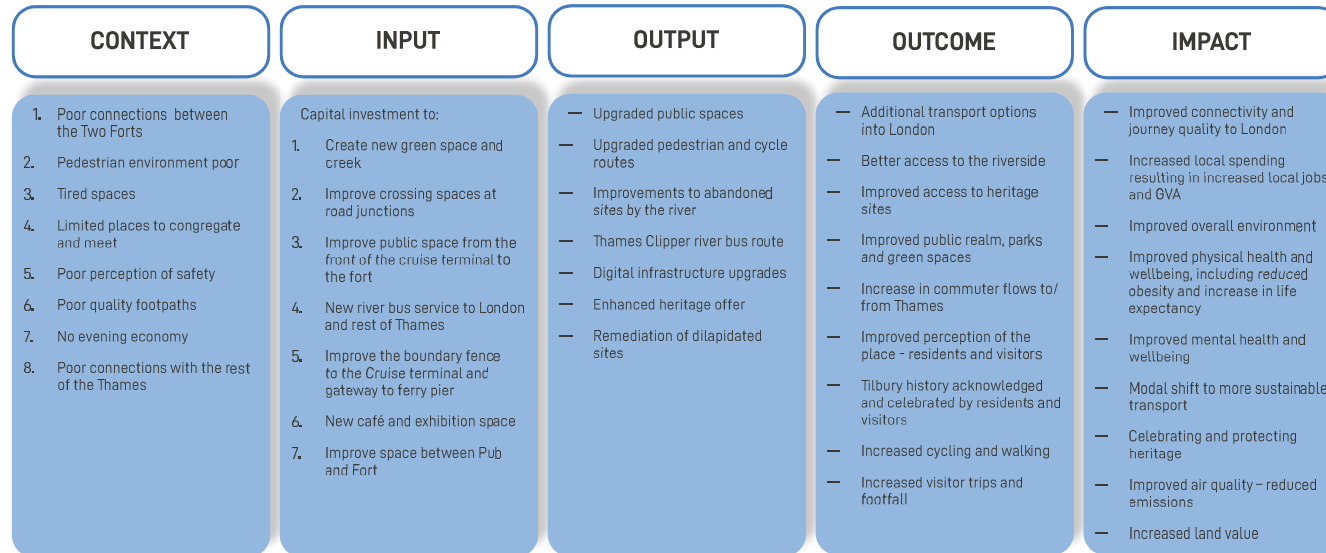 CONTEXT
1. Poor connections between
the Two Forts
2. Pedestrian environment poor
3. Tired spaces
4. Limited places to congregate
and meet
5. Poor perception of safety
6. Poor quality footpaths
7. No evening economy
8. Poor connections with the rest
of the Thames
INPUT
Capital investment to:
1. Create new green space and
creek
2. Improve crossing spaces at
road junctions
3. Improve public space from the
front of the cruise terminal to
the fort
4. New river bus service to London
and rest of Thames
5. Improve the boundary fence
to the Cruise terminal and
gateway to ferry pier
6. New café and exhibition space
7. Improve space between Pub
and Fort
OUTPUT
— Upgraded public spaces
— Upgraded pedestrian and cycle
routes
— Improvements to abandoned
sites by the river
— Thames Clipper river bus route
— Digital infrastructure upgrades
— Enhanced heritage offer
— Remediation of dilapidated
sites
OUTCOME
— Additional transport options
into London
— Better access to the riverside
— Improved access to heritage
sites
— Improved public realm, parks
and green spaces
— Increase in commuter flows to/
from Thames
— Improved perception of the
place - residents and visitors
— Tilbury history acknowledged
and celebrated by residents and
visitors
— Increased cycling and walking
— Increased visitor trips and
footfall
IMPACT
— Improved connectivity and
journey quality to London
— Increased local spending
resulting in increased local jobs
and GVA
— Improved overall environment
— Improved physical health and
wellbeing, including reduced
obesity and increase in life
expectancy
— Improved mental health and
wellbeing
— Modal shift to more sustainable
transport
— Celebrating and protecting
heritage
— Improved air quality – reduced
emissions
— Increased land value